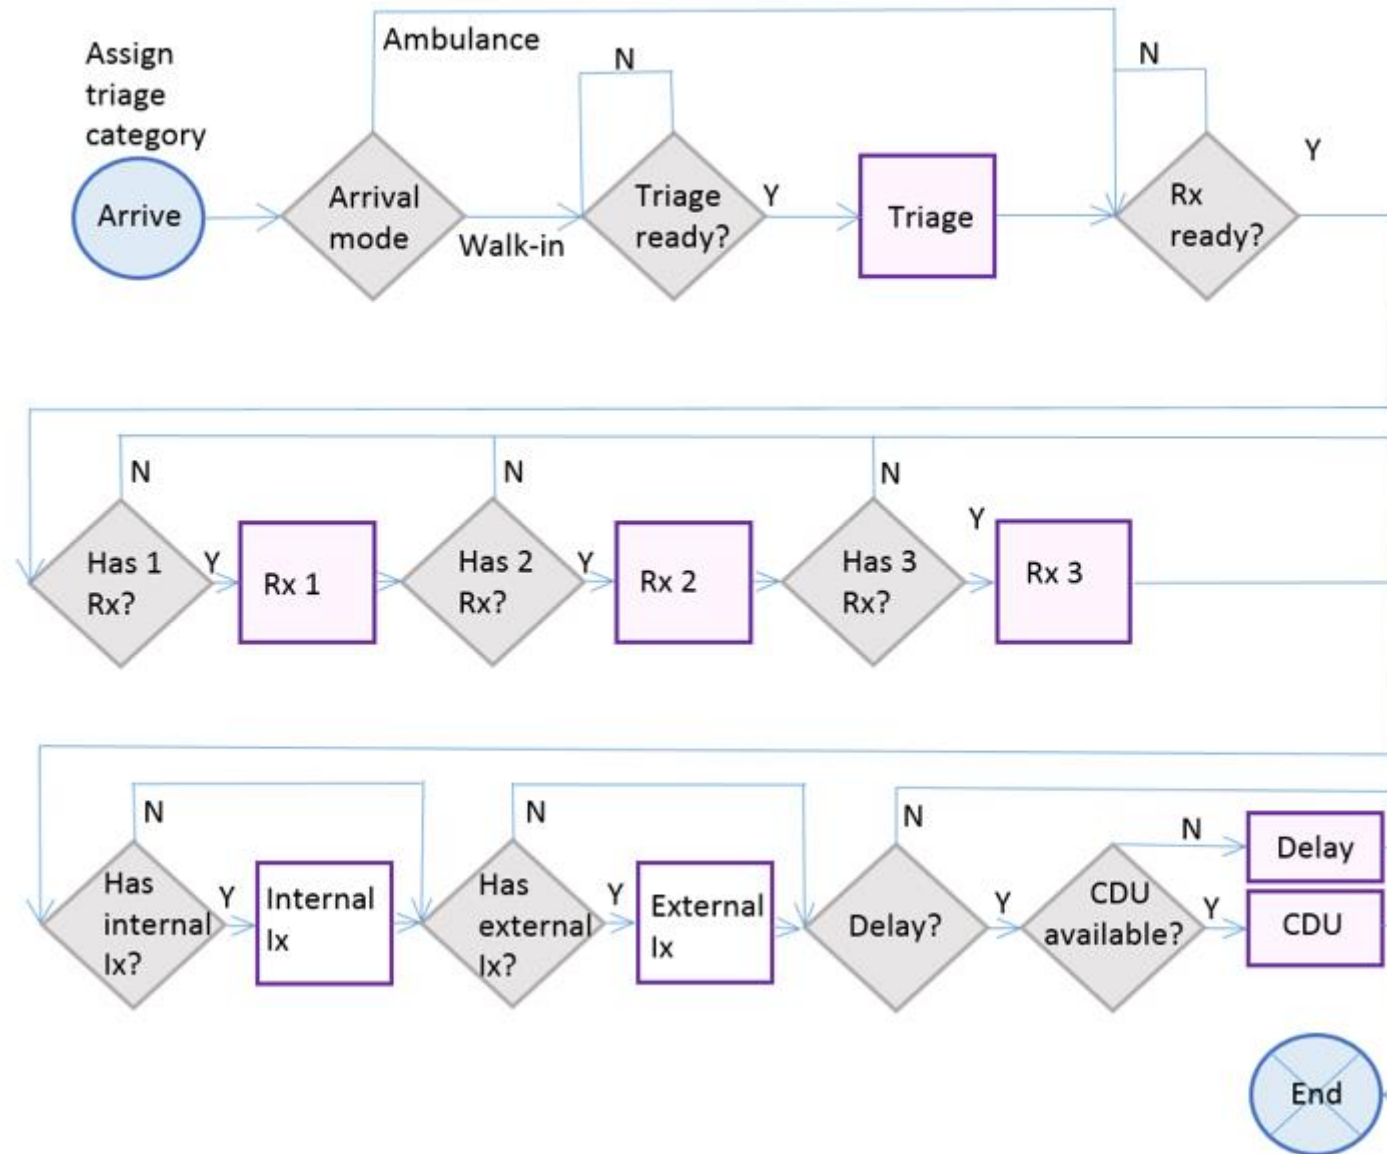 Assign
triage
category
Arrive
Ambulance
Arrival
mode
Walk-in
N
Triage
ready?
Y
Triage
N
Rx
ready?
Y
N
Has 1
Rx?
Y
Rx 1
N
Has 2
Rx?
Y
Rx 2
N
Has 3
Rx?
Y
Rx 3
N
Has
internal
Ix?
Y
Internal
Ix
N
Has
external
Ix?
Y
External
Ix
N
Delay?
Y
CDU
available?
N
Delay
Y
CDU
End